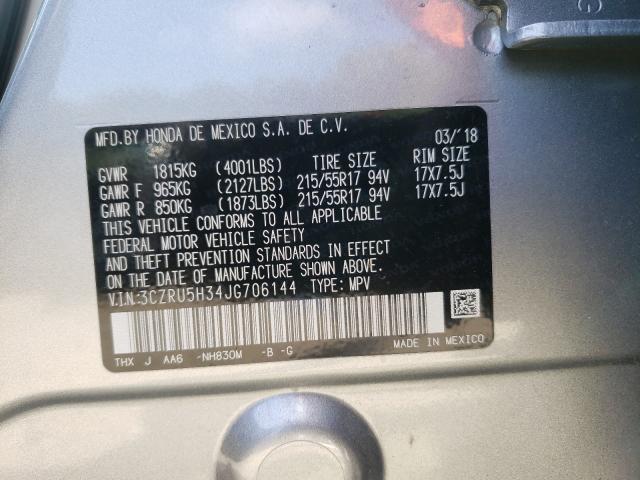 MFD.BY HONDA DE MEXICO S.A. DE C.V. 03/'18
GVWR 1815KG (4001LBS) TIRE SIZE RIM SIZE
GAWR F 965KG (2127LBS) 215/55R17 94V 17X7.5J
GAWR R 850KG (1873LBS) 215/55R17 94V 17X7.5J
THIS VEHICLE CONFORMS TO ALL APPLICABLE
FEDERAL MOTOR VEHICLE SAFETY
AND THEFT PREVENTION STANDARDS IN EFFECT
ON THE DATE OF MANUFACTURE SHOWN ABOVE.
V.I.N:3CZRU5H34JG706144 TYPE: MPV
THX J AA6 -NH830M -B -G MADE IN MEXICO